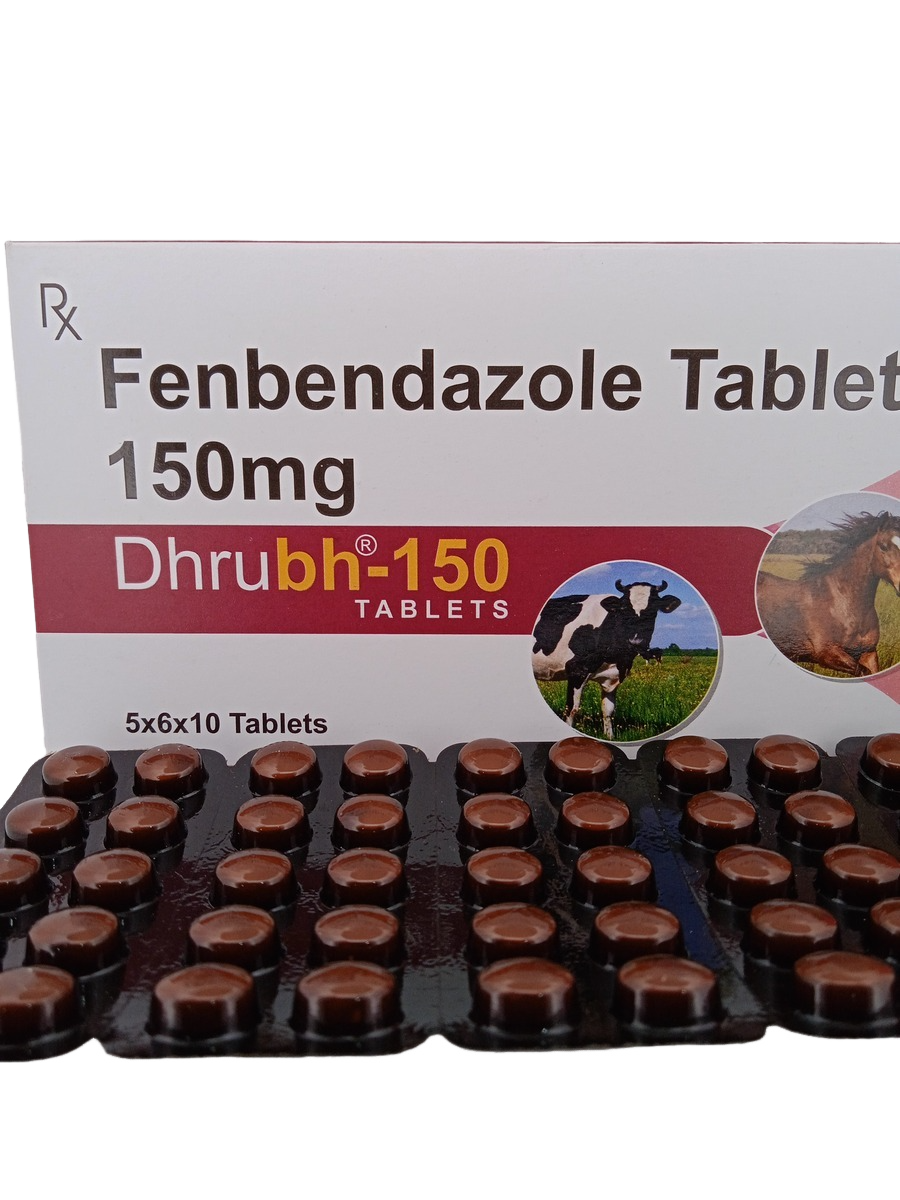 Rx
Fenbendazole Tablet
150mg
Dhrubh®-150
TABLETS
5x6x10 Tablets